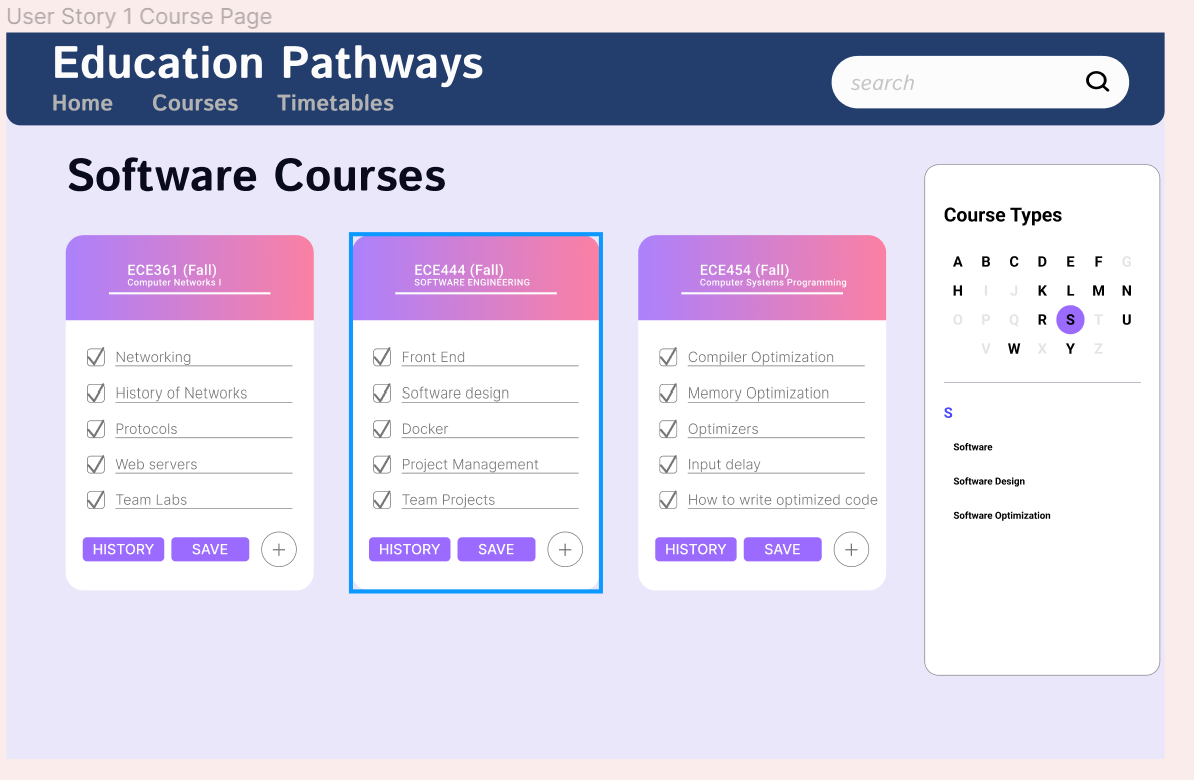 User Story 1 Course Page
Education Pathways
Home Courses Timetables
search
Software Courses
ECE361 (Fall)
Computer Networks I
Networking
History of Networks
Protocols
Web servers
Team Labs
HISTORY SAVE +
ECE444 (Fall)
SOFTWARE ENGINEERING
Front End
Software design
Docker
Project Management
Team Projects
HISTORY SAVE +
ECE454 (Fall)
Computer Systems Programming
Compiler Optimization
Memory Optimization
Optimizers
Input delay
How to write optimized code
HISTORY SAVE +
Course Types
A B C D E F G
H I J K L M N
O P Q R S T U
V W X Y Z
S
Software
Software Design
Software Optimization